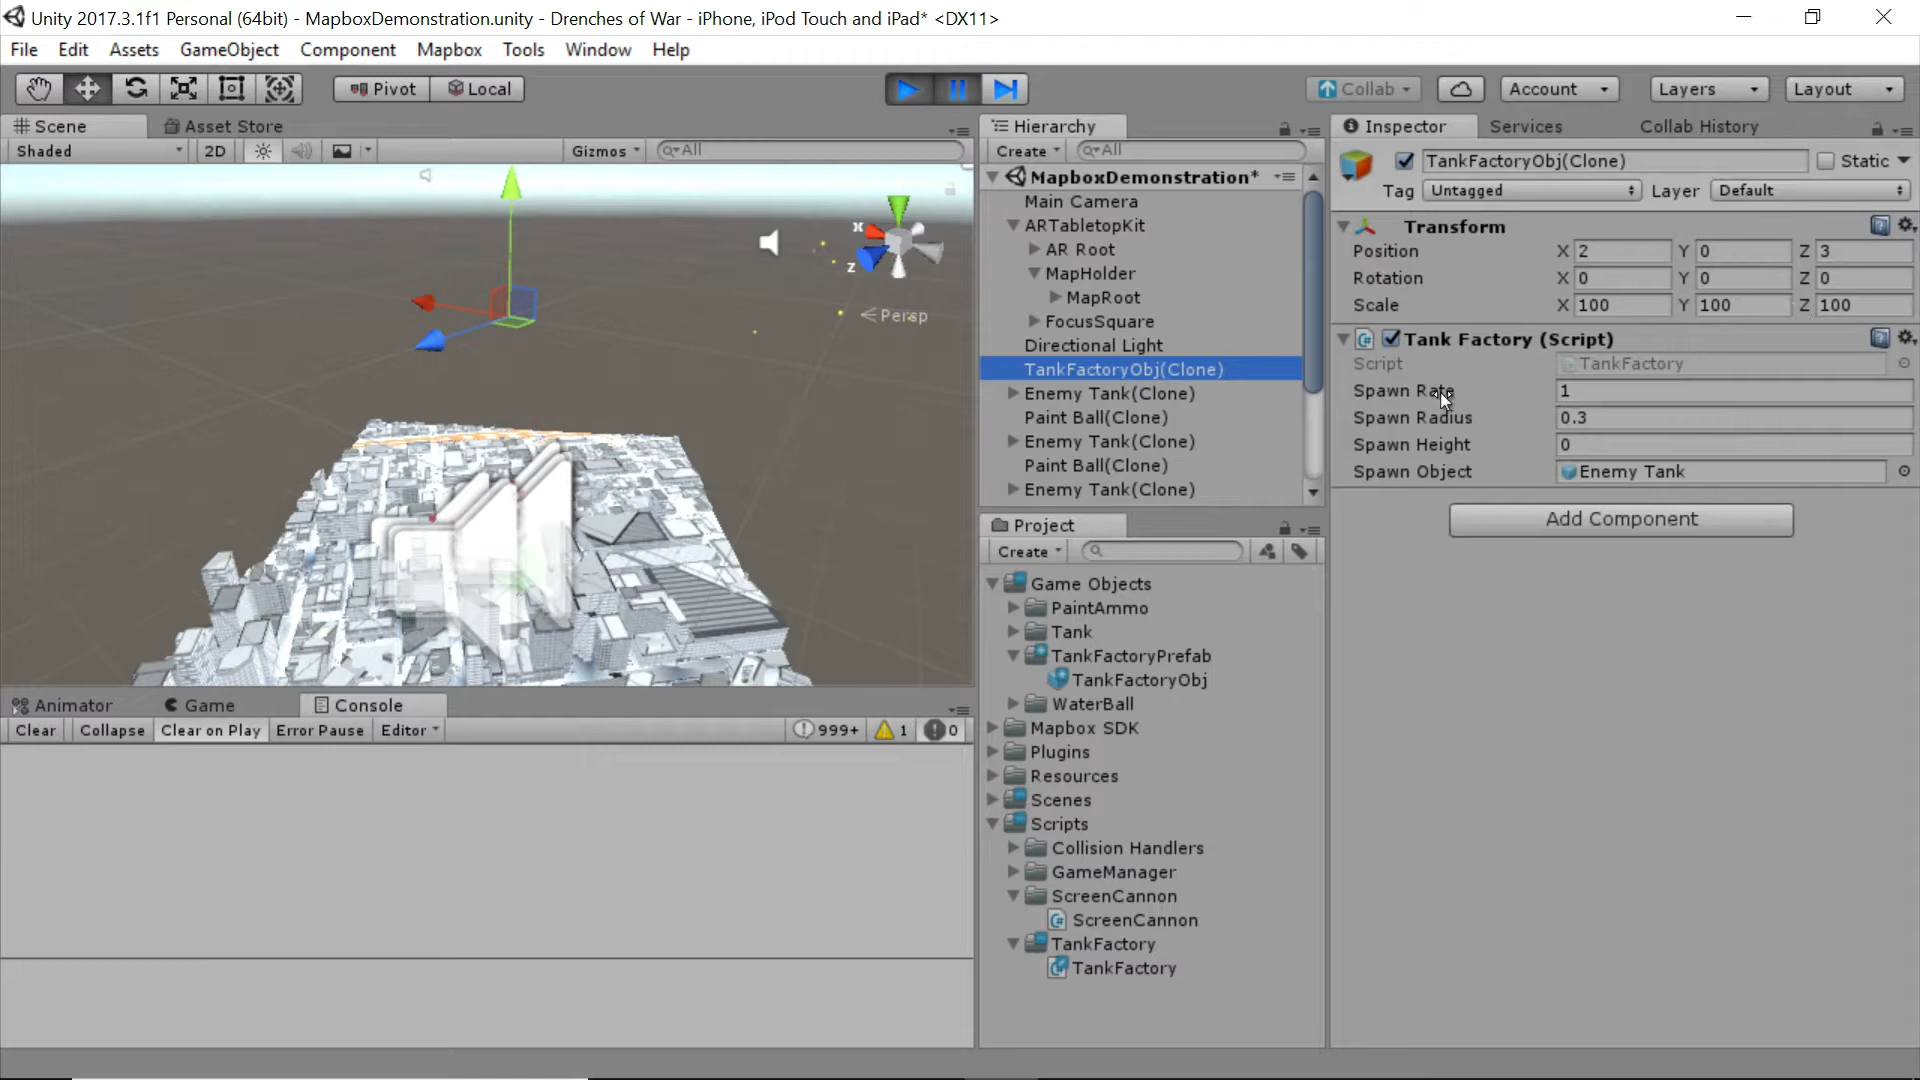 Unity 2017.3.1f1 Personal (64bit) - MapboxDemonstration.unity - Drenches of War - iPhone, iPod Touch and iPad* <DX11>
File Edit Assets GameObject Component Mapbox Tools Window Help
Pivot Local Collab Account Layers Layout
Scene Asset Store
Shaded 2D Gizmos All
x
z
Persp
Hierarchy
Create All
MapboxDemonstration*
Main Camera
ARTabletopKit
AR Root
MapHolder
MapRoot
FocusSquare
Directional Light
TankFactoryObj(Clone)
Enemy Tank(Clone)
Paint Ball(Clone)
Enemy Tank(Clone)
Paint Ball(Clone)
Enemy Tank(Clone)
Project
Create
Game Objects
PaintAmmo
Tank
TankFactoryPrefab
TankFactoryObj
WaterBall
Mapbox SDK
Plugins
Resources
Scenes
Scripts
Collision Handlers
GameManager
ScreenCannon
ScreenCannon
TankFactory
TankFactory
Inspector Services Collab History
TankFactoryObj(Clone) Static
Tag Untagged Layer Default
Transform
Position X 2 Y 0 Z 3
Rotation X 0 Y 0 Z 0
Scale X 100 Y 100 Z 100
Tank Factory (Script)
Script TankFactory
Spawn Rate 1
Spawn Radius 0.3
Spawn Height 0
Spawn Object Enemy Tank
Add Component
Animator Game Console
Clear Collapse Clear on Play Error Pause Editor 999+ 1 0